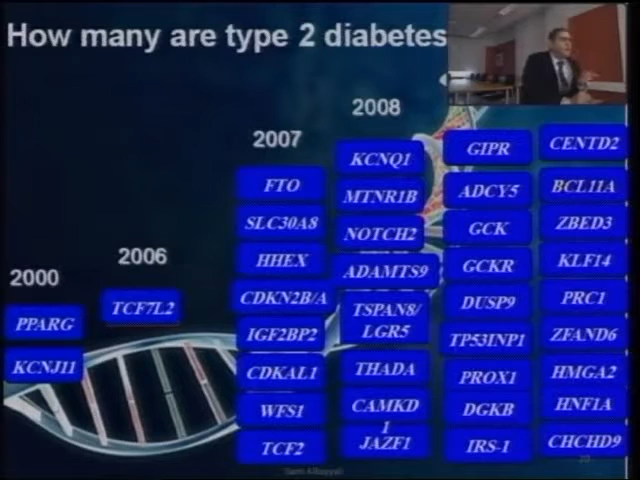 How many are type 2 diabetes
2000
PPARG
KCNJ11
2006
TCF7L2
2007
FTO
SLC30A8
HHEX
CDKN2B/A
IGF2BP2
CDKAL1
WFS1
TCF2
2008
KCNQ1
MTNR1B
NOTCH2
ADAMTS9
TSPAN8/
LGR5
THADA
CAMKD
1
JAZF1
GIPR
ADCY5
GCK
GCKR
DUSP9
TP53INP1
PROX1
DGKB
IRS-1
CENTD2
BCL11A
ZBED3
KLF14
PRC1
ZFAND6
HMGA2
HNF1A
CHCHD9